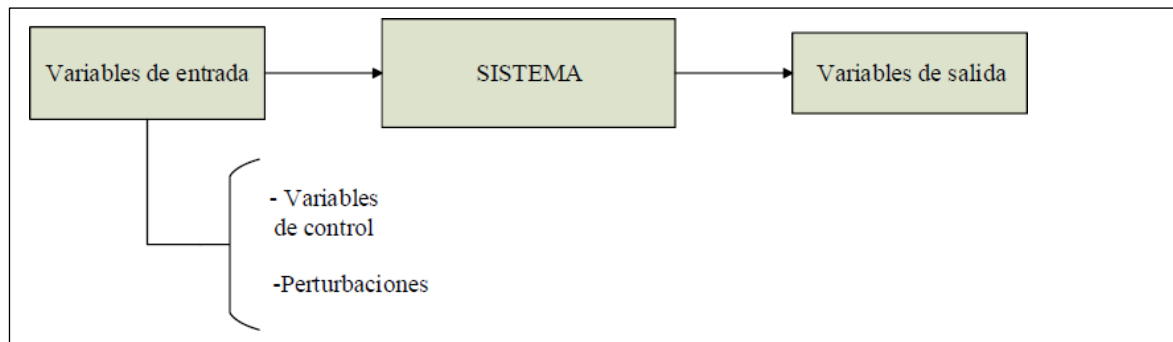 Variables de entrada
SISTEMA
Variables de salida
- Variables
de control
-Perturbaciones